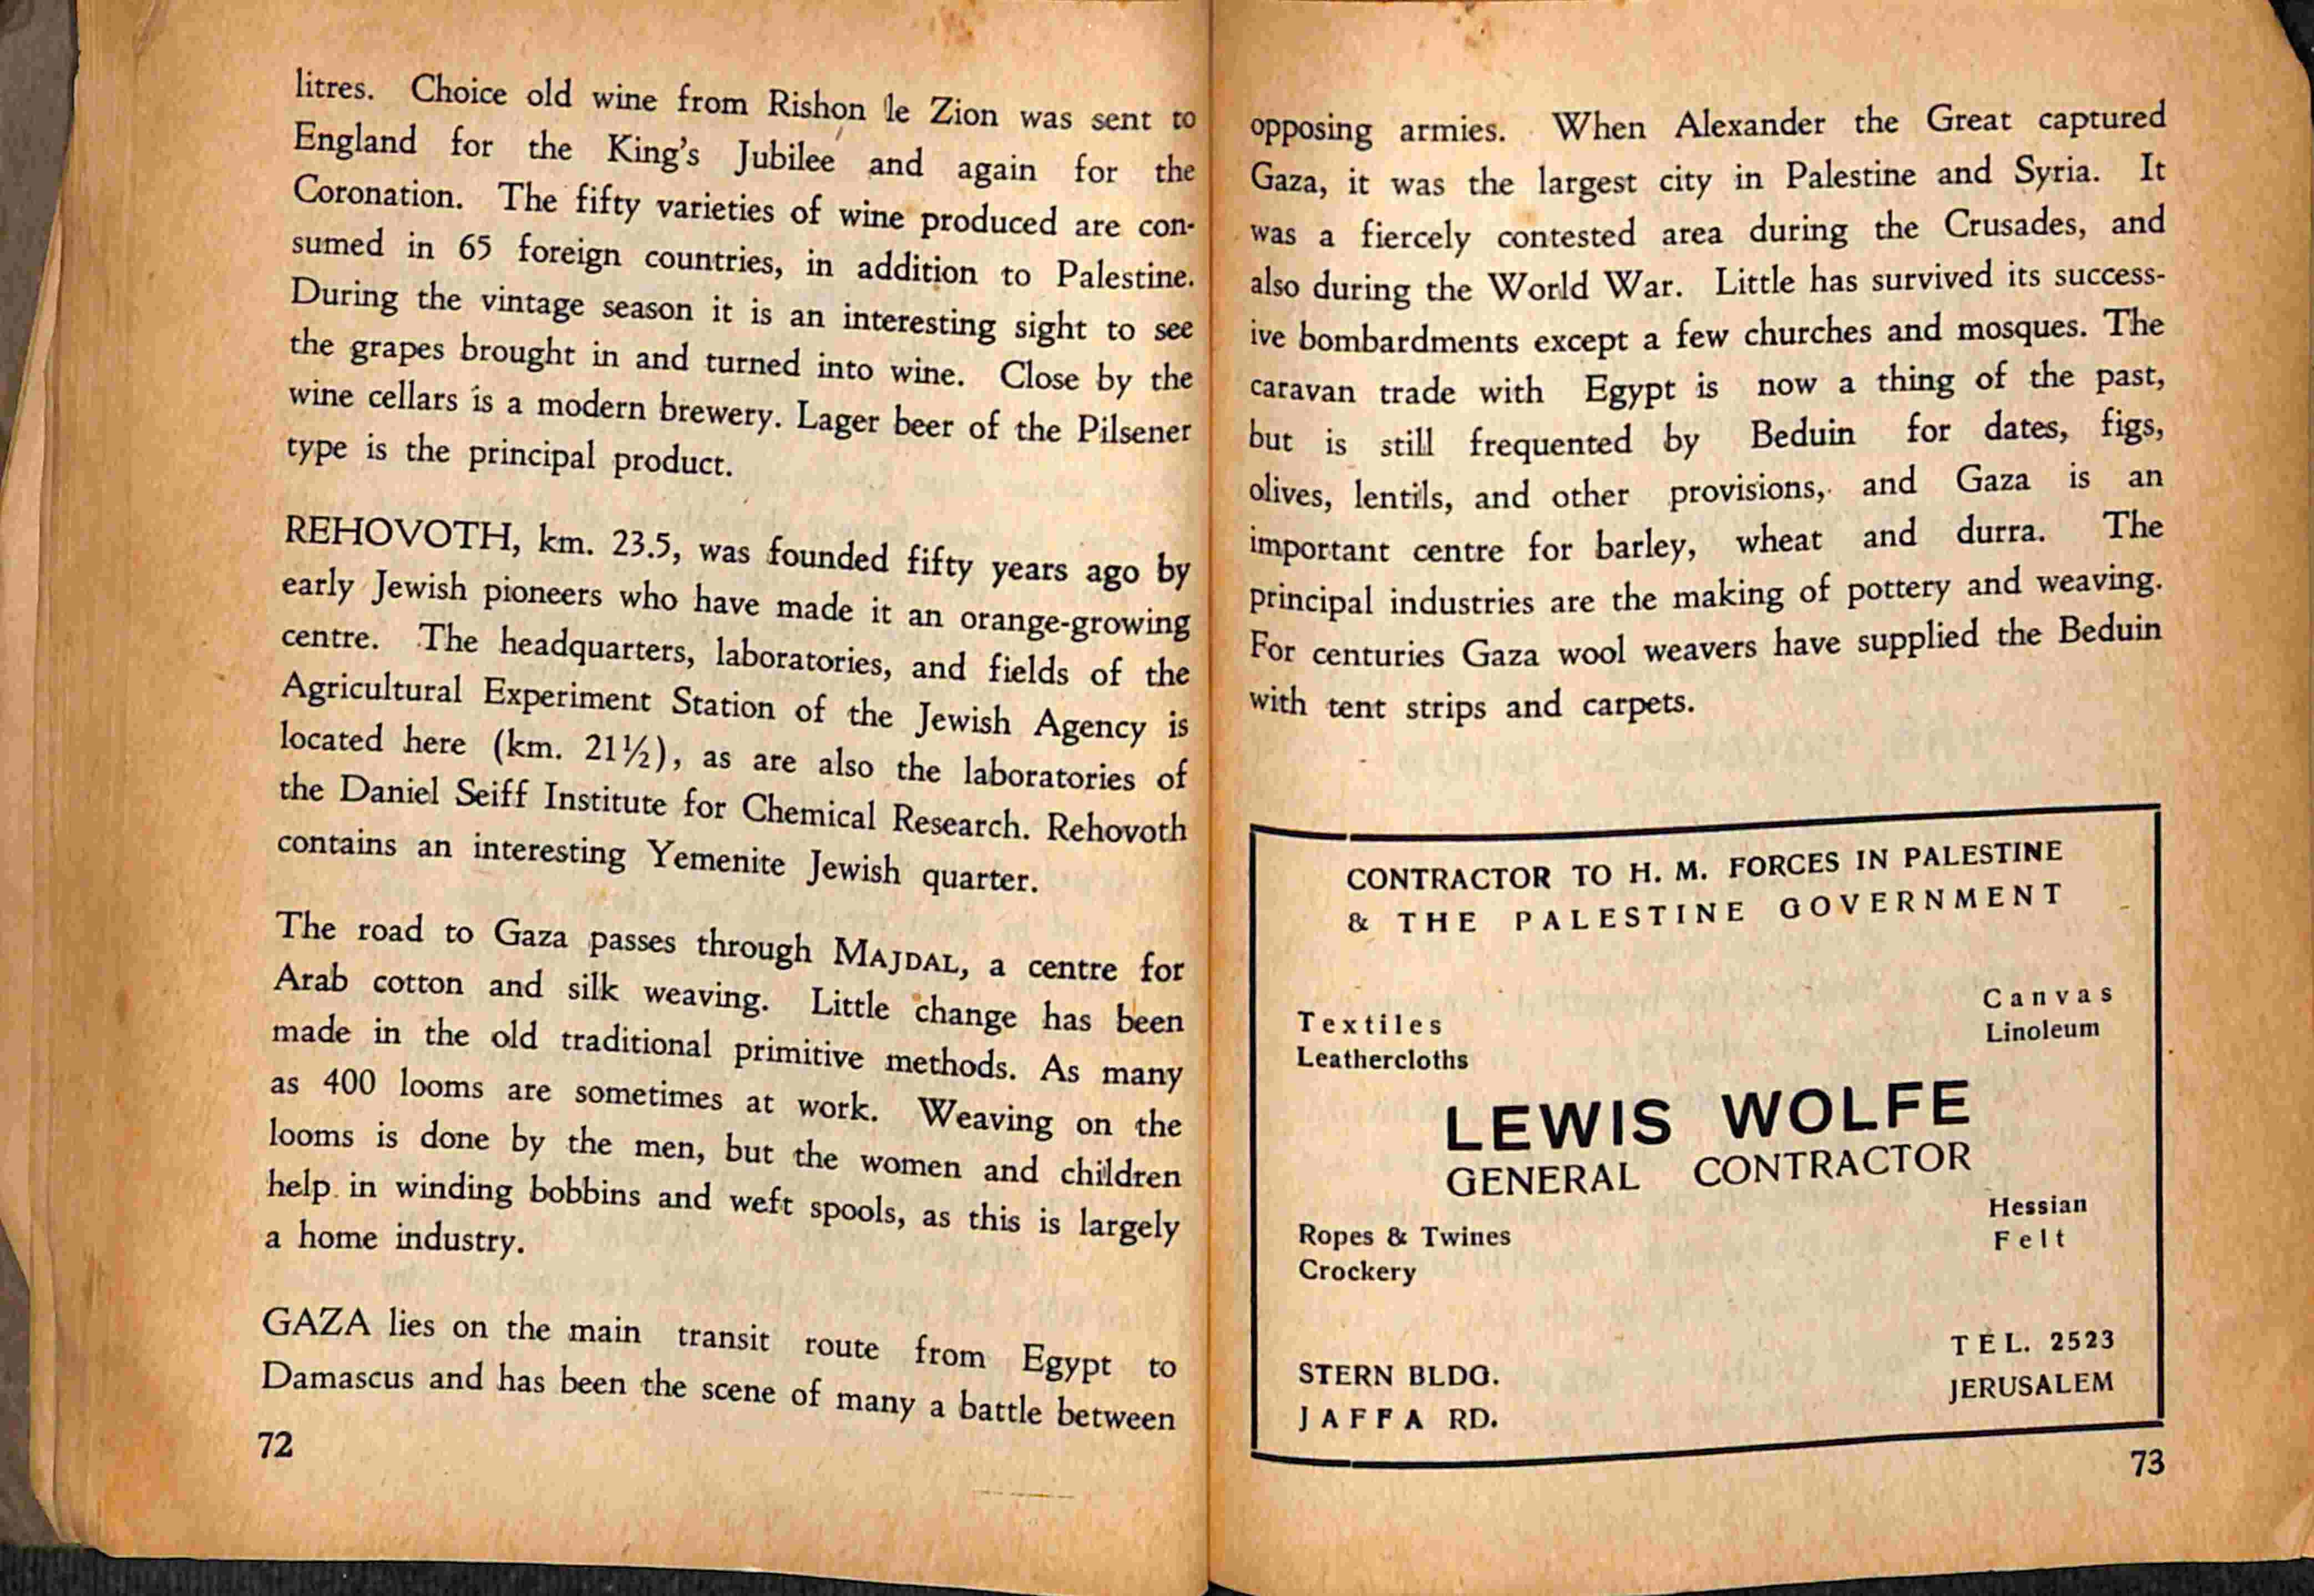 litres. Choice old wine from Rishon le Zion was sent to
England for the King's Jubilee and again for the
Coronation. The fifty varieties of wine produced are con-
sumed in 65 foreign countries, in addition to Palestine.
During the vintage season it is an interesting sight to see
the grapes brought in and turned into wine. Close by the
wine cellars is a modern brewery. Lager beer of the Pilsener
type is the principal product.
REHOVOTH, km. 23.5, was founded fifty years ago by
early Jewish pioneers who have made it an orange-growing
centre. The headquarters, laboratories, and fields of the
Agricultural Experiment Station of the Jewish Agency is
located here (km. 21½), as are also the laboratories of
the Daniel Seiff Institute for Chemical Research. Rehovoth
contains an interesting Yemenite Jewish quarter.
The road to Gaza passes through MAJDAL, a centre for
Arab cotton and silk weaving. Little change has been
made in the old traditional primitive methods. As many
as 400 looms are sometimes at work. Weaving on the
looms is done by the men, but the women and children
help in winding bobbins and weft spools, as this is largely
a home industry.
GAZA lies on the main transit route from Egypt to
Damascus and has been the scene of many a battle between
72
opposing armies. When Alexander the Great captured
Gaza, it was the largest city in Palestine and Syria. It
was a fiercely contested area during the Crusades, and
also during the World War. Little has survived its success-
ive bombardments except a few churches and mosques. The
caravan trade with Egypt is now a thing of the past,
but is still frequented by Beduin for dates, figs,
olives, lentils, and other provisions, and Gaza is an
important centre for barley, wheat and durra. The
principal industries are the making of pottery and weaving.
For centuries Gaza wool weavers have supplied the Beduin
with tent strips and carpets.
CONTRACTOR TO H. M. FORCES IN PALESTINE
& THE PALESTINE GOVERNMENT
Textiles
Leathercloths
Canvas
Linoleum
LEWIS WOLFE
GENERAL CONTRACTOR
Ropes & Twines
Crockery
Hessian
Felt
STERN BLDG.
JAFFA RD.
TEL. 2523
JERUSALEM
73